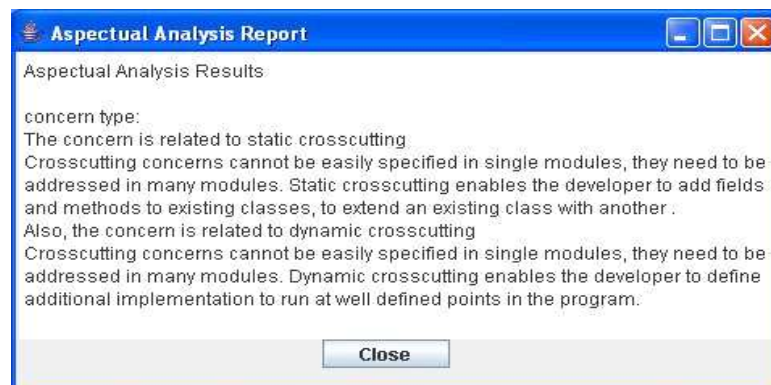 Aspectual Analysis Report
Aspectual Analysis Results
concern type:
The concern is related to static crosscutting
Crosscutting concerns cannot be easily specified in single modules, they need to be
addressed in many modules. Static crosscutting enables the developer to add fields
and methods to existing classes, to extend an existing class with another .
Also, the concern is related to dynamic crosscutting
Crosscutting concerns cannot be easily specified in single modules, they need to be
addressed in many modules. Dynamic crosscutting enables the developer to define
additional implementation to run at well defined points in the program.
Close